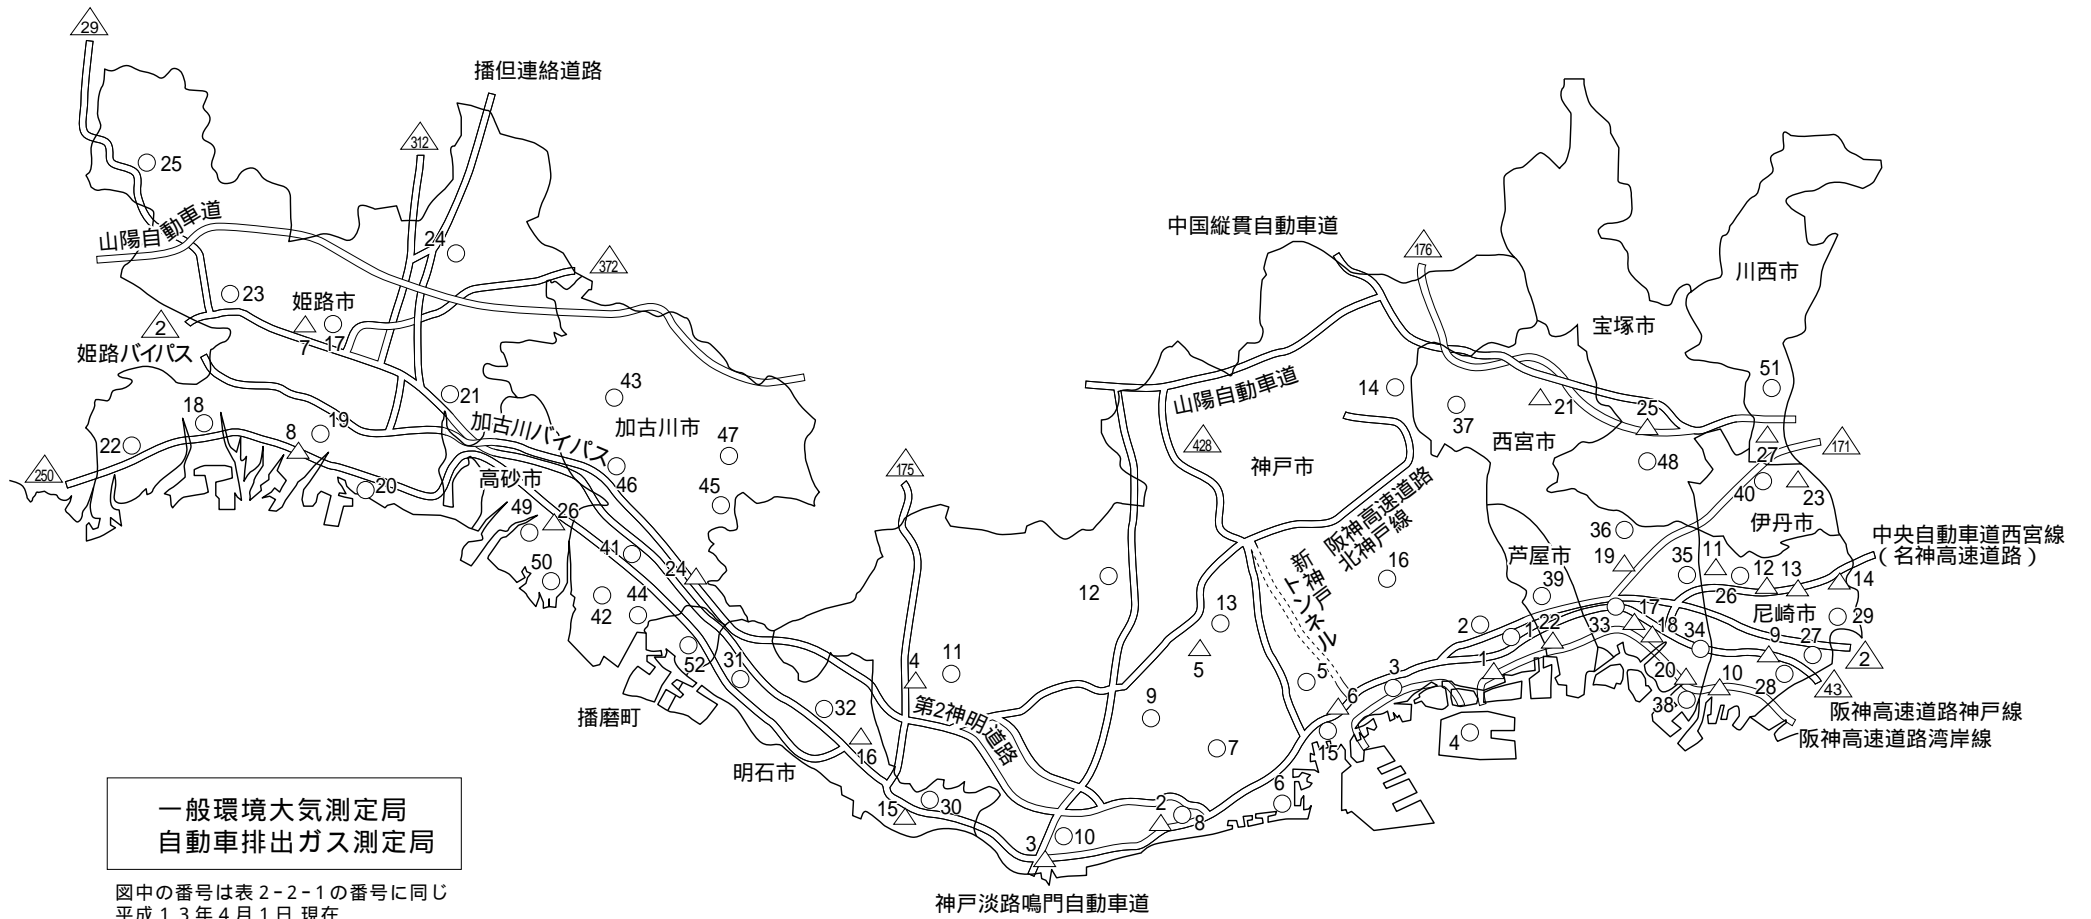 29
播但連絡道路
312
25
山陽自動車道
24
372
中国縦貫自動車道
176
川西市
23
姫路市
2
宝塚市
姫路バイパス
7
17
51
山陽自動車道
14
21
43
加古川バイパス
加古川市
18
19
47
22
8
37
21
25
西宮市
428
神戸市
27
171
250
20
高砂市
46
45
175
48
40
23
伊丹市
49
26
阪神高速道路
北神戸線
新神戸
トンネル
36
中央自動車道西宮線
(名神高速道路)
芦屋市
19
35
11
12
13
14
50
41
24
42
44
12
13
16
39
26
尼崎市
29
52
31
11
4
5
5
2
1
22
33
17
18
34
9
27
2
播磨町
32
16
第2神明道路
9
7
6
3
1
20
10
28
43
38
阪神高速道路神戸線
阪神高速道路湾岸線
4
15
明石市
一般環境大気測定局
自動車排出ガス測定局
15
30
2
8
6
3
10
図中の番号は表2-2-1の番号に同じ
平成13年4月1日現在
神戸淡路鳴門自動車道